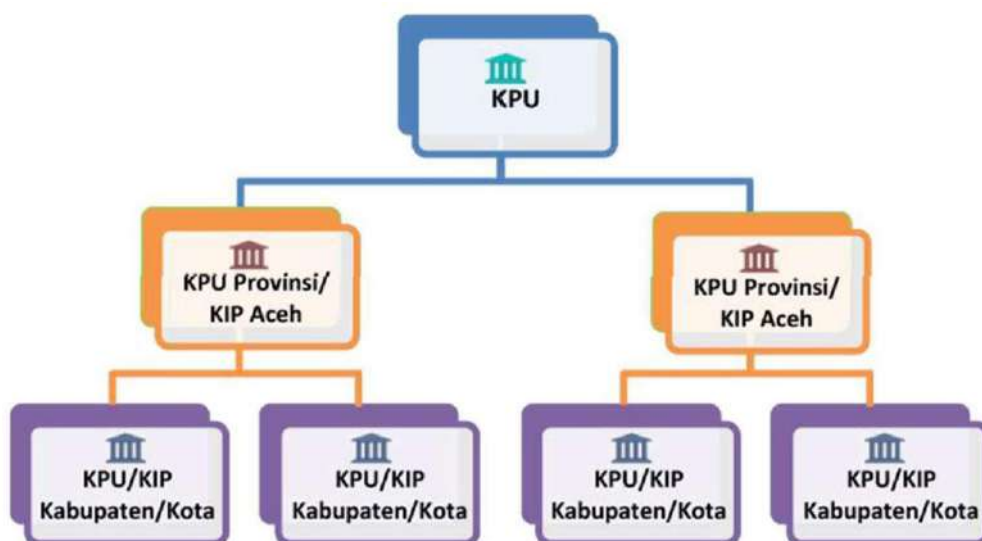 KPU
KPU Provinsi/
KIP Aceh
KPU Provinsi/
KIP Aceh
KPU/KIP
Kabupaten/Kota
KPU/KIP
Kabupaten/Kota
KPU/KIP
Kabupaten/Kota
KPU/KIP
Kabupaten/Kota